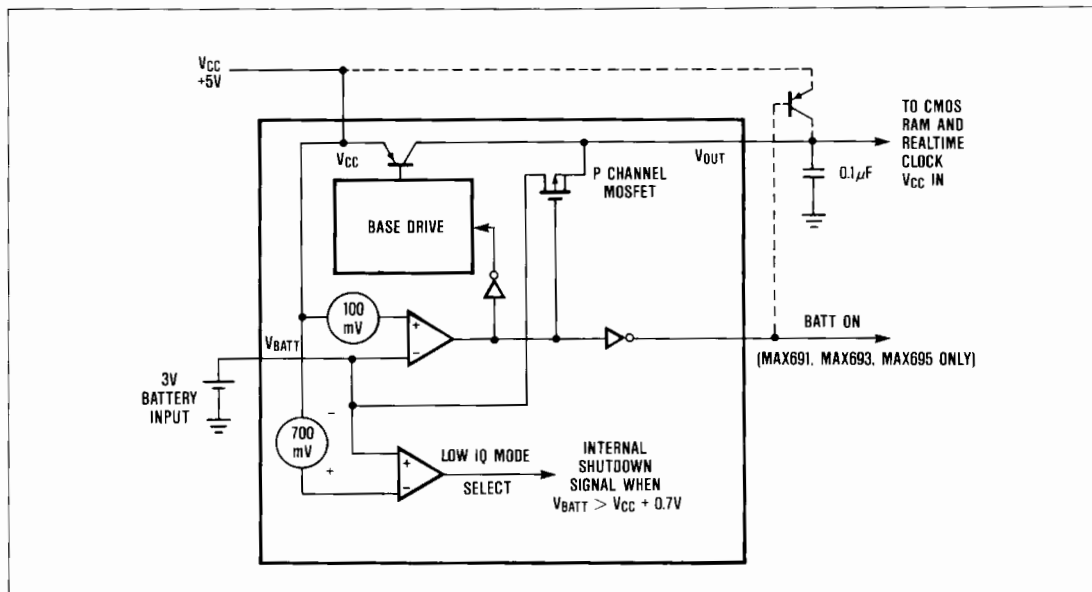 VCC
+5V
TO CMOS
RAM AND
REALTIME
CLOCK
VCC IN
VCC
VOUT
P CHANNEL
MOSFET
0.1µF
BASE DRIVE
100
mV
+
−
VBATT
BATT ON
(MAX691, MAX693, MAX695 ONLY)
3V
BATTERY
INPUT
−
700
mV
+
+
−
LOW IQ MODE
SELECT
INTERNAL
SHUTDOWN
SIGNAL WHEN
VBATT > VCC + 0.7V